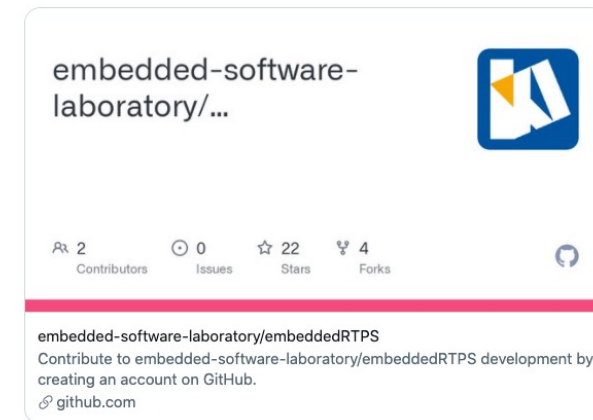 embedded-software-
laboratory/...
2
Contributors
0
Issues
22
Stars
4
Forks
embedded-software-laboratory/embeddedRTPS
Contribute to embedded-software-laboratory/embeddedRTPS development by
creating an account on GitHub.
github.com